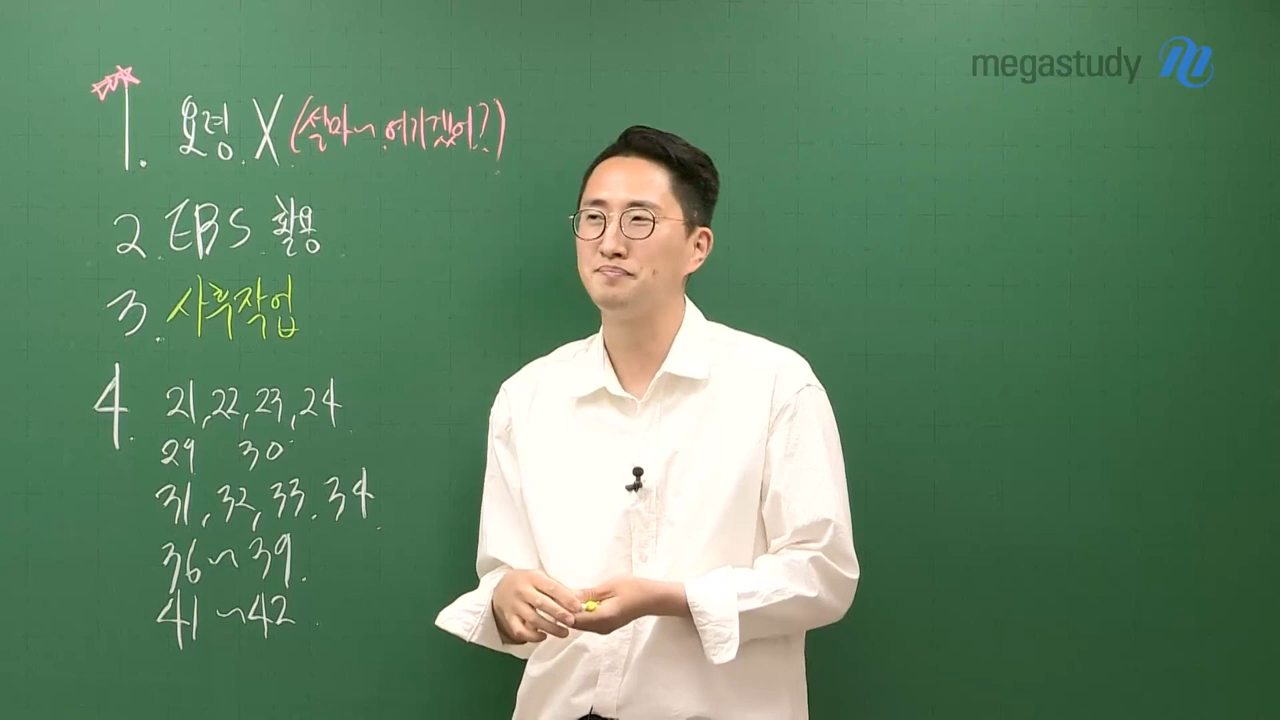 megastudy
1. 요령 X (설마~ 여기겠어?)
2. EBS 활용
3. 사후작업
4. 21, 22, 23, 24
29 30
31, 32, 33. 34
36 ~ 39.
41 ~ 42